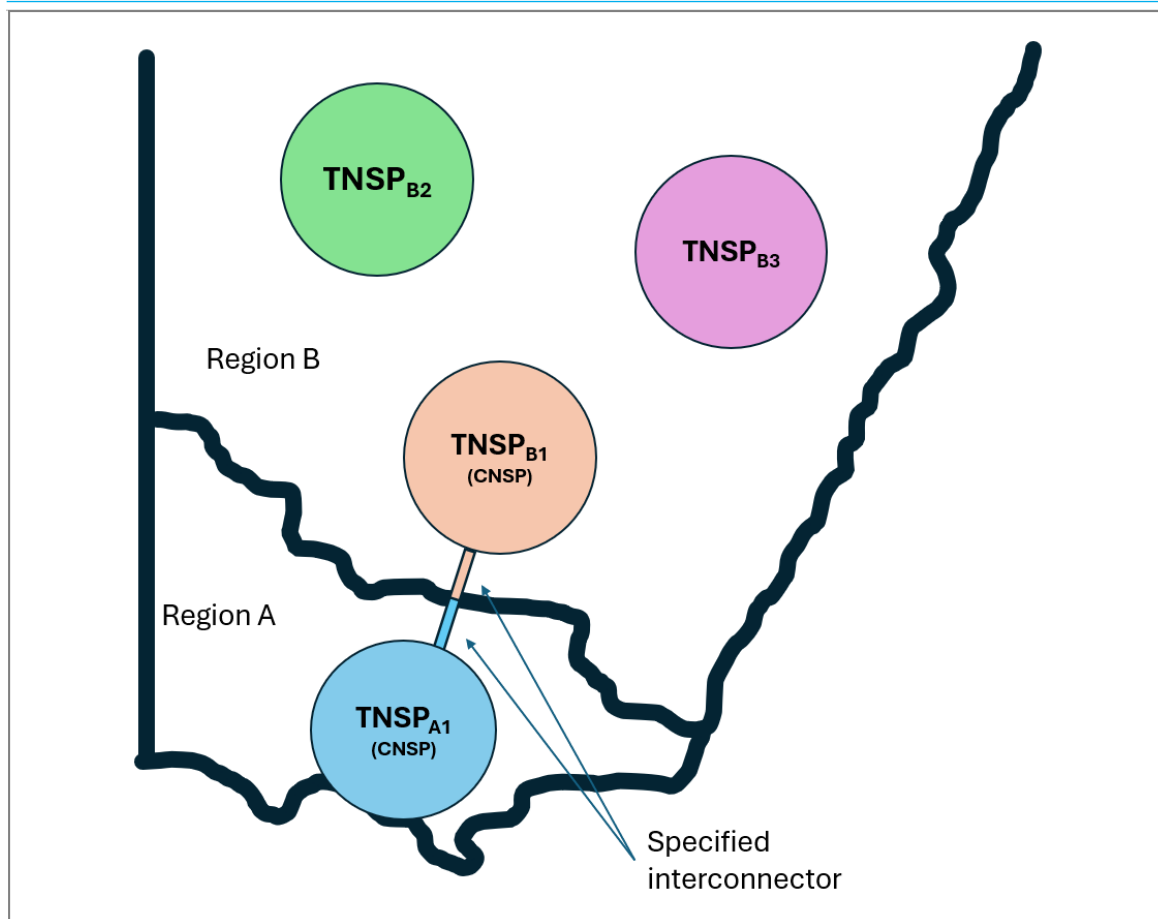 TNSPB2
TNSPB3
Region B
TNSPB1
(CNSP)
Region A
TNSPA1
(CNSP)
Specified
interconnector